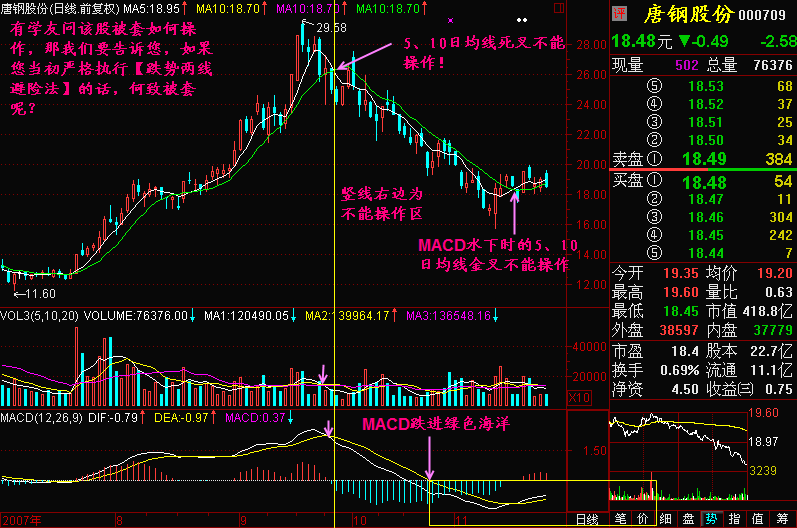 唐钢股份(日线.前复权) MA5:18.95↑ MA10:18.70↑ MA10:18.70↑ MA10:18.70↑
有学友问该股被套如何操
作，那我们要告诉您，如果
您当初严格执行【跌势两线
避险法】的话，何致被套
呢？
29.58
5、10日均线死叉不能
操作！
竖线右边为
不能操作区
MACD水下时的5、10
日均线金叉不能操作
←11.60
28.00
26.00
24.00
22.00
20.00
18.00
16.00
14.00
12.00
VOL3(5,10,20) VOLUME:76376.00↓ MA1:120490.05↓ MA2:139964.17↑ MA3:136548.16↓
40000
20000
X10
MACD(12,26,9) DIF:-0.79↑ DEA:-0.97↑ MACD:0.37↓
MACD跌进绿色海洋
1.50
2007年 8 9 10 11 日线
评 唐钢股份 000709
18.48元 ▼-0.49 -2.58
现量 502 总量 76376
⑤ 18.53 68
④ 18.52 37
③ 18.51 25
② 18.50 34
卖盘① 18.49 384
买盘① 18.48 54
② 18.47 11
③ 18.46 304
④ 18.45 242
⑤ 18.44 7
今开 19.35 均价 19.20
最高 19.60 量比 0.63
最低 18.45 市值 418.8亿
外盘 38597 内盘 37779
市盈 18.4 股本 22.7亿
换手 0.69% 流通 11.1亿
净资 4.50 收益㈢ 0.75
19.60
18.97
3239
笔 价 细 盘 势 指 值 筹